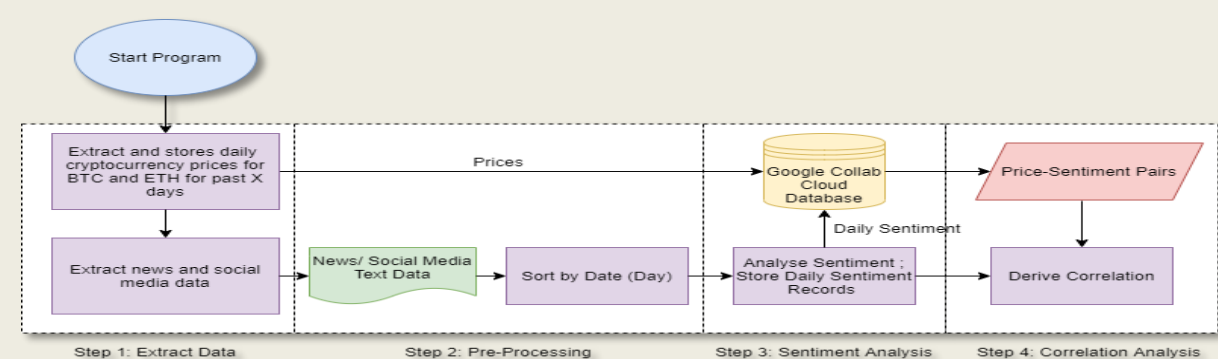 Start Program
Extract and stores daily
cryptocurrency prices for
BTC and ETH for past X
days
Prices
Google Collab
Cloud
Database
Price-Sentiment Pairs
Daily Sentiment
Extract news and social
media data
News/ Social Media
Text Data
Sort by Date (Day)
Analyse Sentiment ;
Store Daily Sentiment
Records
Derive Correlation
Step 1: Extract Data
Step 2: Pre-Processing
Step 3: Sentiment Analysis
Step 4: Correlation Analysis